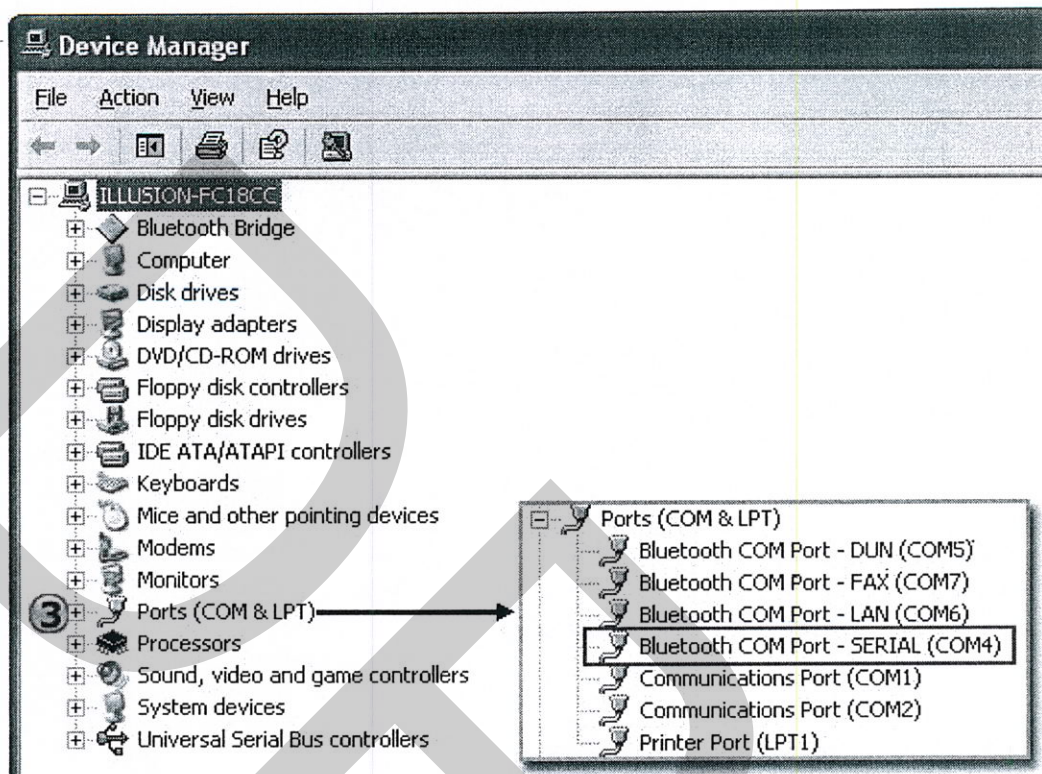 Device Manager
File Action View Help
ILLUSION-FC18CC
Bluetooth Bridge
Computer
Disk drives
Display adapters
DVD/CD-ROM drives
Floppy disk controllers
Floppy disk drives
IDE ATA/ATAPI controllers
Keyboards
Mice and other pointing devices
Modems
Monitors
3 Ports (COM & LPT)
Processors
Sound, video and game controllers
System devices
Universal Serial Bus controllers
Ports (COM & LPT)
Bluetooth COM Port - DUN (COM5)
Bluetooth COM Port - FAX (COM7)
Bluetooth COM Port - LAN (COM6)
Bluetooth COM Port - SERIAL (COM4)
Communications Port (COM1)
Communications Port (COM2)
Printer Port (LPT1)